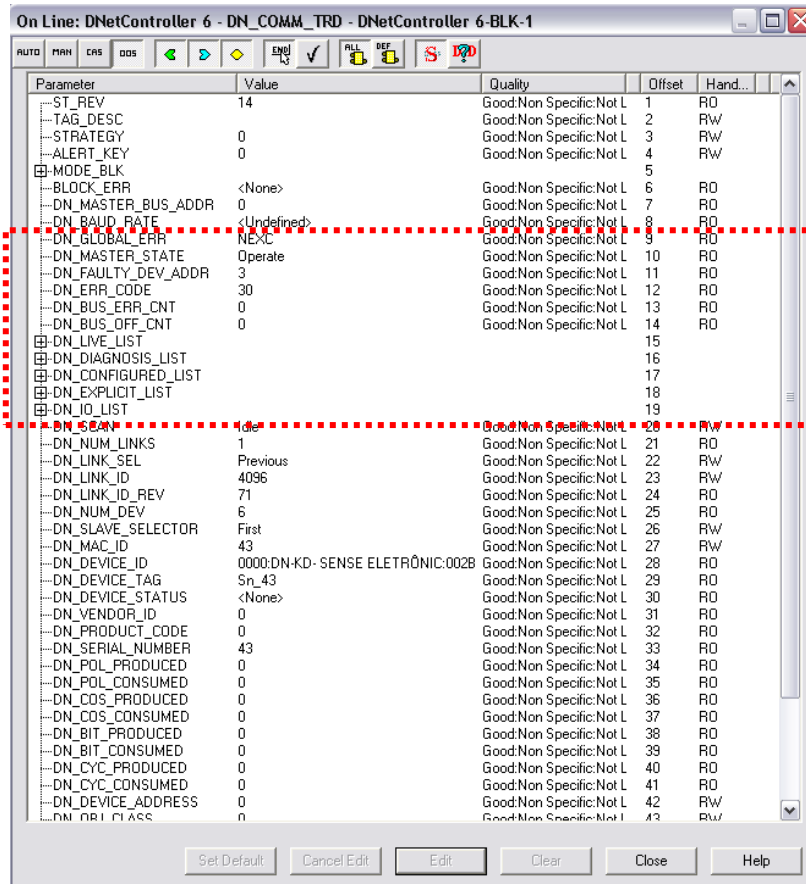 On Line: DNetController 6 - DN_COMM_TRD - DNetController 6-BLK-1
AUTO MAN CAS OOS END ALL DEF S D?D
Parameter Value Quality Offset Hand...
ST_REV 14 Good:Non Specific:Not L 1 RO
TAG_DESC Good:Non Specific:Not L 2 RW
STRATEGY 0 Good:Non Specific:Not L 3 RW
ALERT_KEY 0 Good:Non Specific:Not L 4 RW
MODE_BLK 5
BLOCK_ERR <None> Good:Non Specific:Not L 6 RO
DN_MASTER_BUS_ADDR 0 Good:Non Specific:Not L 7 RO
DN_BAUD_RATE <Undefined> Good:Non Specific:Not L 8 RO
DN_GLOBAL_ERR NEXC Good:Non Specific:Not L 9 RO
DN_MASTER_STATE Operate Good:Non Specific:Not L 10 RO
DN_FAULTY_DEV_ADDR 3 Good:Non Specific:Not L 11 RO
DN_ERR_CODE 30 Good:Non Specific:Not L 12 RO
DN_BUS_ERR_CNT 0 Good:Non Specific:Not L 13 RO
DN_BUS_OFF_CNT 0 Good:Non Specific:Not L 14 RO
DN_LIVE_LIST 15
DN_DIAGNOSIS_LIST 16
DN_CONFIGURED_LIST 17
DN_EXPLICIT_LIST 18
DN_IO_LIST 19
DN_SCAN Idle Good:Non Specific:Not L 20 RW
DN_NUM_LINKS 1 Good:Non Specific:Not L 21 RO
DN_LINK_SEL Previous Good:Non Specific:Not L 22 RW
DN_LINK_ID 4096 Good:Non Specific:Not L 23 RW
DN_LINK_ID_REV 71 Good:Non Specific:Not L 24 RO
DN_NUM_DEV 6 Good:Non Specific:Not L 25 RO
DN_SLAVE_SELECTOR First Good:Non Specific:Not L 26 RW
DN_MAC_ID 43 Good:Non Specific:Not L 27 RW
DN_DEVICE_ID 0000:DN-KD- SENSE ELETRÔNIC:002B Good:Non Specific:Not L 28 RO
DN_DEVICE_TAG Sn_43 Good:Non Specific:Not L 29 RO
DN_DEVICE_STATUS <None> Good:Non Specific:Not L 30 RO
DN_VENDOR_ID 0 Good:Non Specific:Not L 31 RO
DN_PRODUCT_CODE 0 Good:Non Specific:Not L 32 RO
DN_SERIAL_NUMBER 43 Good:Non Specific:Not L 33 RO
DN_POL_PRODUCED 0 Good:Non Specific:Not L 34 RO
DN_POL_CONSUMED 0 Good:Non Specific:Not L 35 RO
DN_COS_PRODUCED 0 Good:Non Specific:Not L 36 RO
DN_COS_CONSUMED 0 Good:Non Specific:Not L 37 RO
DN_BIT_PRODUCED 0 Good:Non Specific:Not L 38 RO
DN_BIT_CONSUMED 0 Good:Non Specific:Not L 39 RO
DN_CYC_PRODUCED 0 Good:Non Specific:Not L 40 RO
DN_CYC_CONSUMED 0 Good:Non Specific:Not L 41 RO
DN_DEVICE_ADDRESS 0 Good:Non Specific:Not L 42 RW
DN_OBJ_CLASS 0 Good:Non Specific:Not L 43 RW
Set Default Cancel Edit Edit Clear Close Help